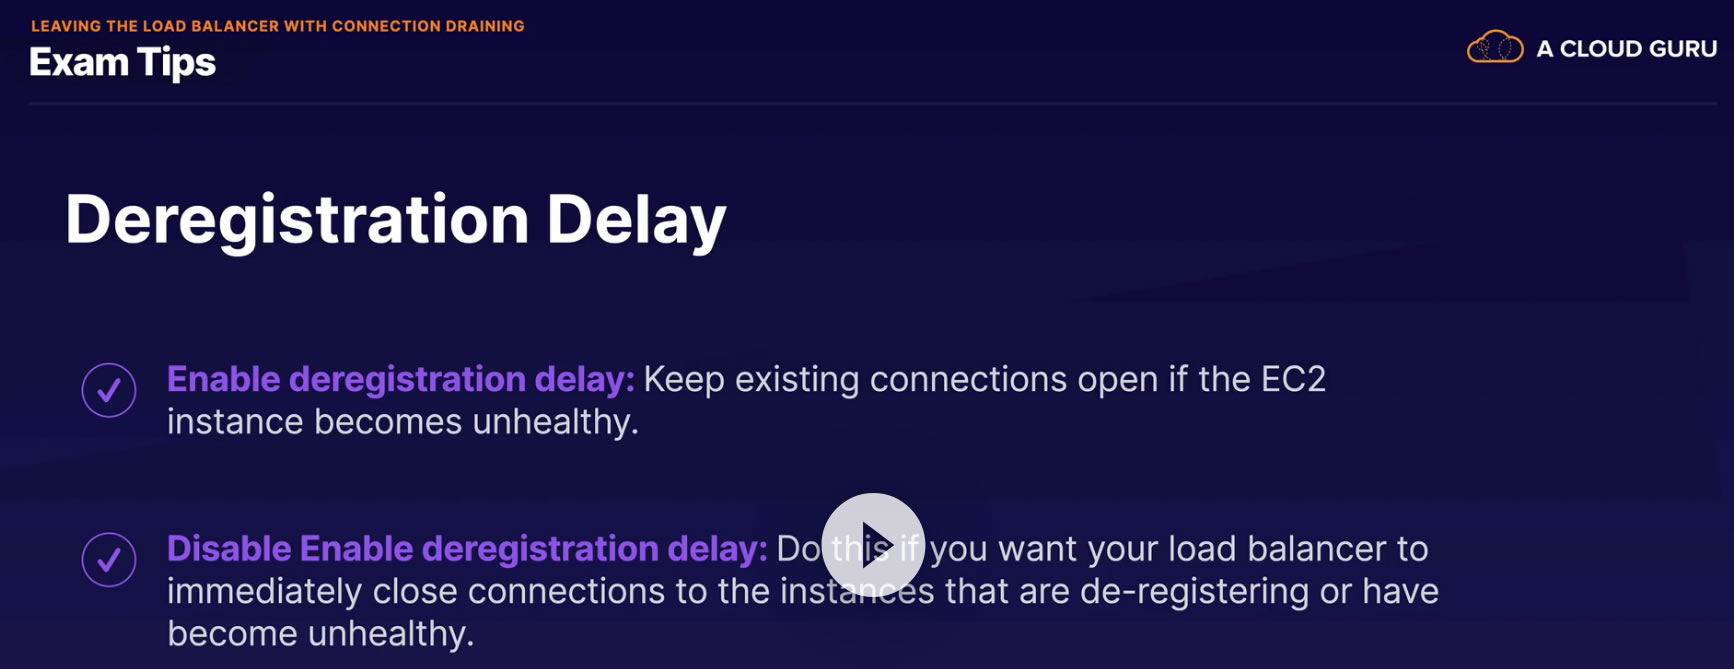 LEAVING THE LOAD BALANCER WITH CONNECTION DRAINING
Exam Tips
A CLOUD GURU
Deregistration Delay
Enable deregistration delay: Keep existing connections open if the EC2
instance becomes unhealthy.
Disable Enable deregistration delay: Do this if you want your load balancer to
immediately close connections to the instances that are de-registering or have
become unhealthy.